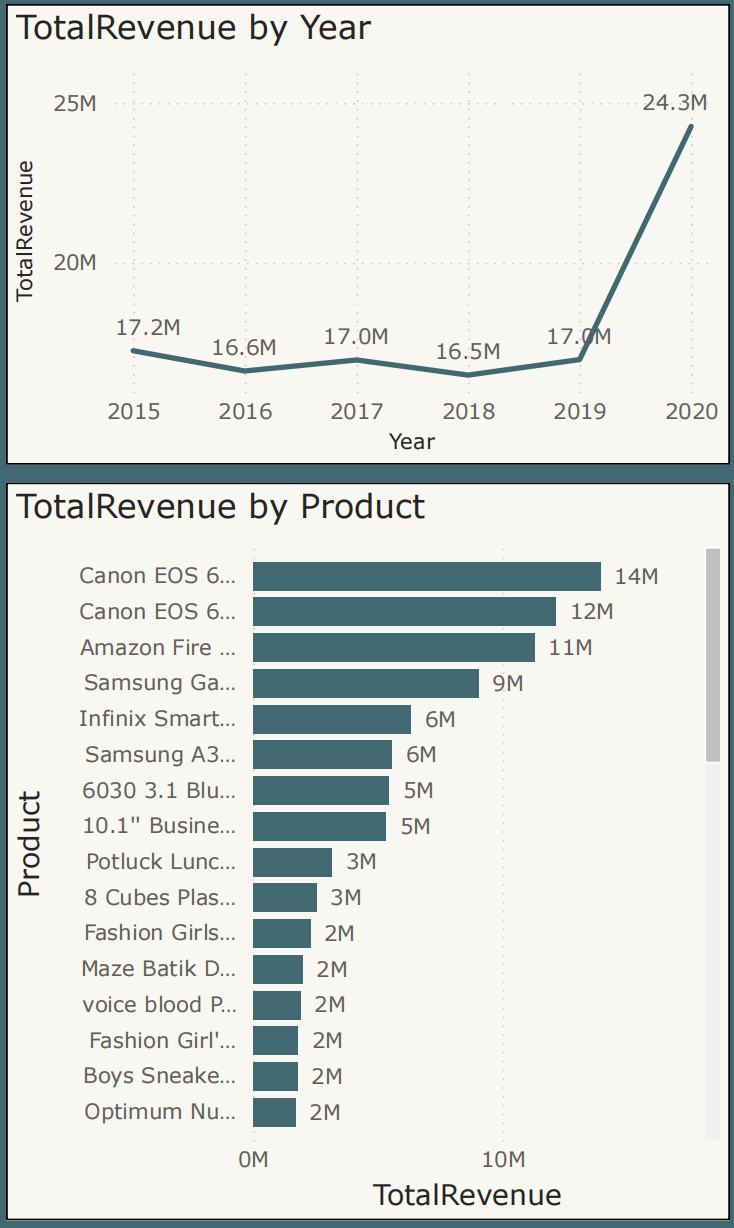 TotalRevenue by Year
25M
24.3M
TotalRevenue
20M
17.2M
16.6M
17.0M
16.5M
17.0M
2015 2016 2017 2018 2019 2020
Year
TotalRevenue by Product
Product
Canon EOS 6... 14M
Canon EOS 6... 12M
Amazon Fire ... 11M
Samsung Ga... 9M
Infinix Smart... 6M
Samsung A3... 6M
6030 3.1 Blu... 5M
10.1" Busine... 5M
Potluck Lunc... 3M
8 Cubes Plas... 3M
Fashion Girls... 2M
Maze Batik D... 2M
voice blood P... 2M
Fashion Girl'... 2M
Boys Sneake... 2M
Optimum Nu... 2M
0M 10M
TotalRevenue